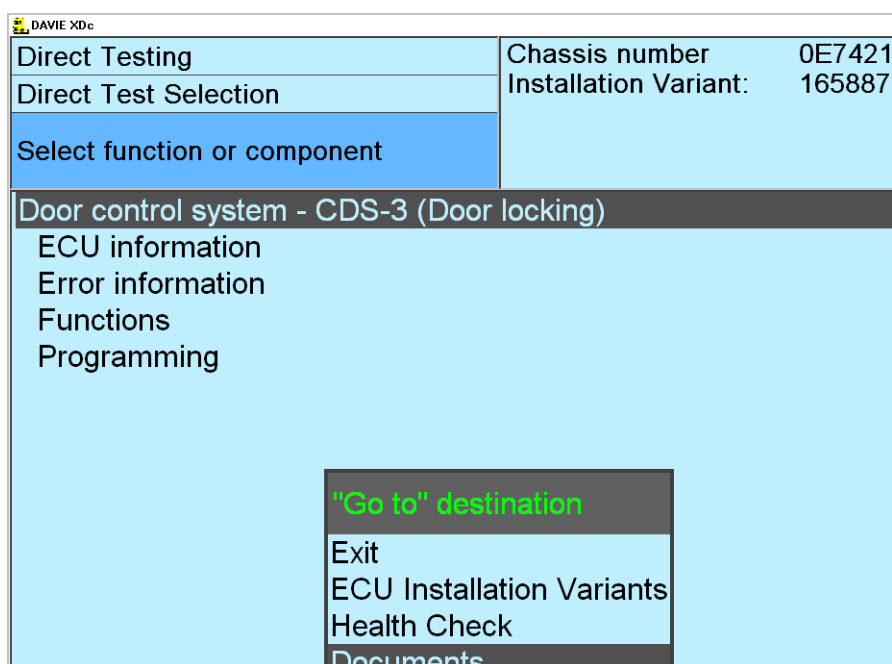 DAVIE XDc
Direct Testing
Direct Test Selection
Select function or component
Chassis number 0E7421
Installation Variant: 165887
Door control system - CDS-3 (Door locking)
ECU information
Error information
Functions
Programming
"Go to" destination
Exit
ECU Installation Variants
Health Check
Documents